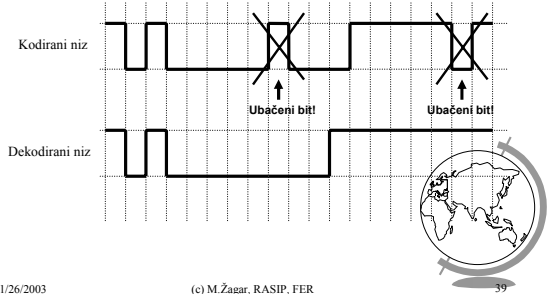 Kodirani niz
Ubačeni bit!
Ubačeni bit!
Dekodirani niz
1/26/2003
(c) M.Žagar, RASIP, FER
39